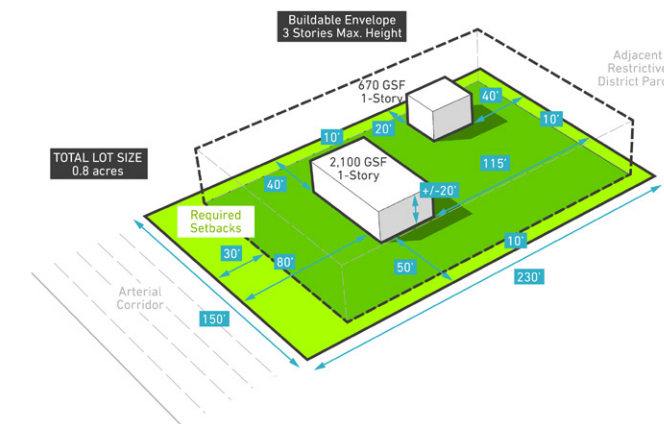 Buildable Envelope
3 Stories Max. Height
Adjacent
Restrictive
District Parc
670 GSF
1-Story
40'
10'
20'
10'
TOTAL LOT SIZE
0.8 acres
2,100 GSF
1-Story
115'
40'
+/-20'
Required
Setbacks
30'
80'
50'
10'
230'
Arterial
Corridor
150'